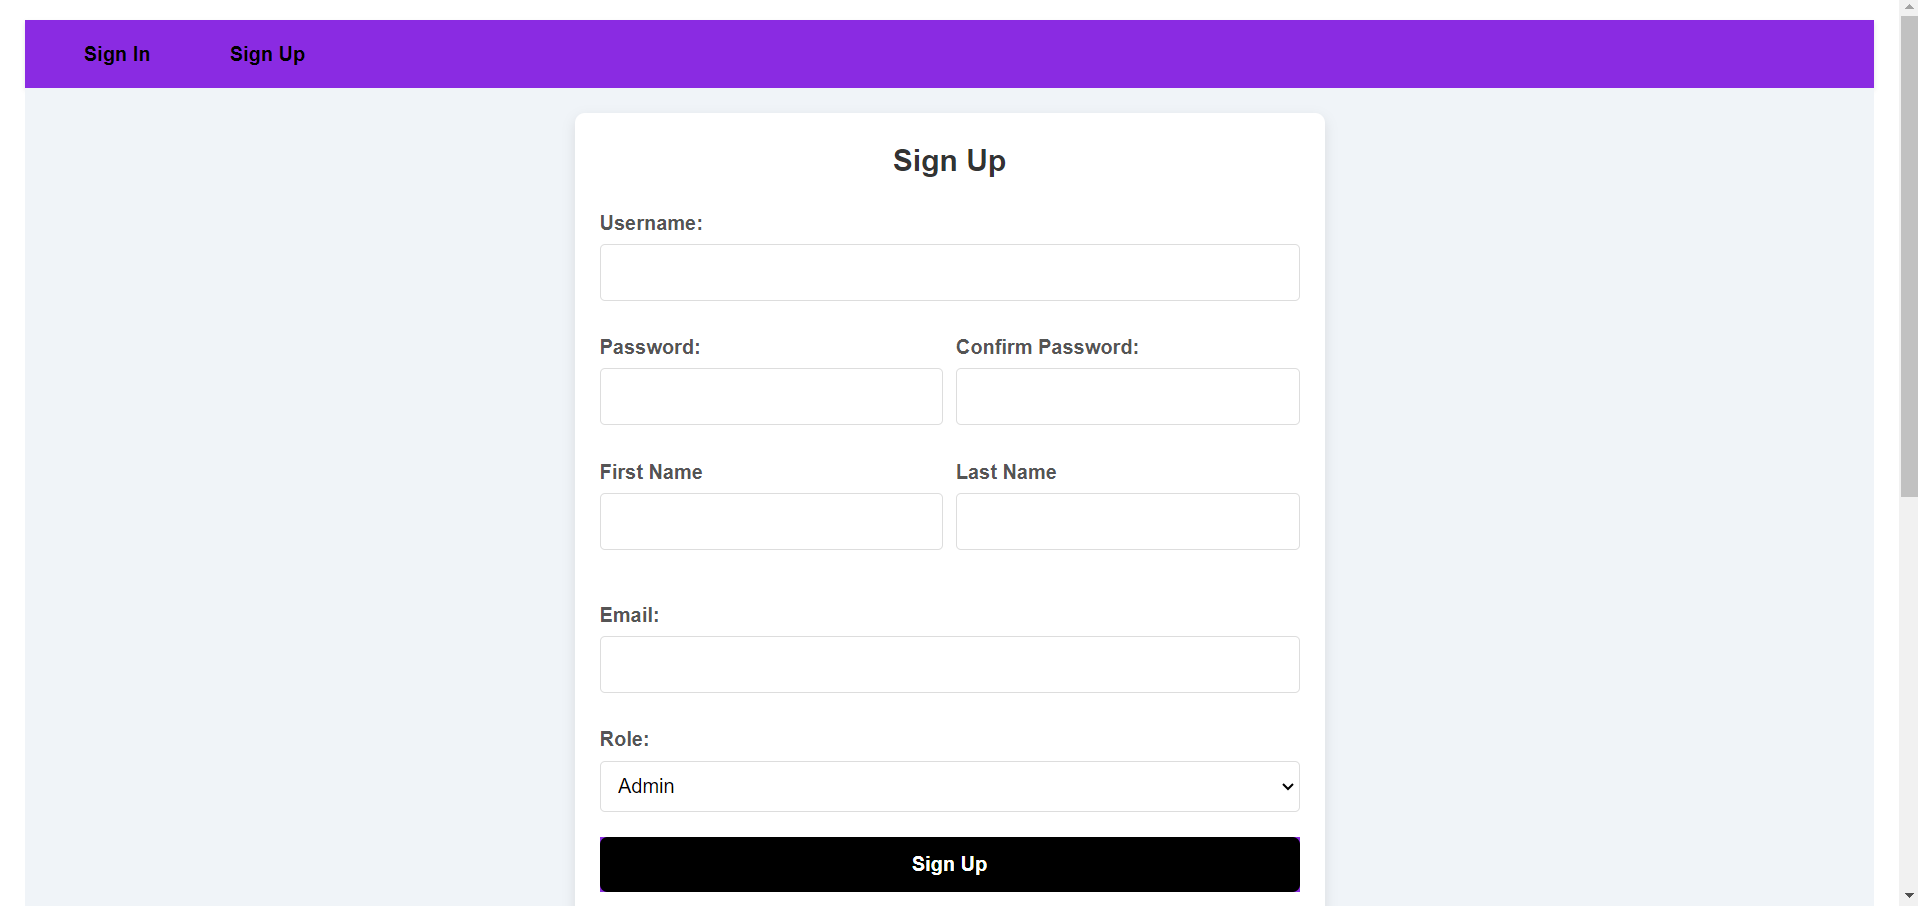 Sign In Sign Up
Sign Up
Username:
Password: Confirm Password:
First Name Last Name
Email:
Role:
Admin
Sign Up